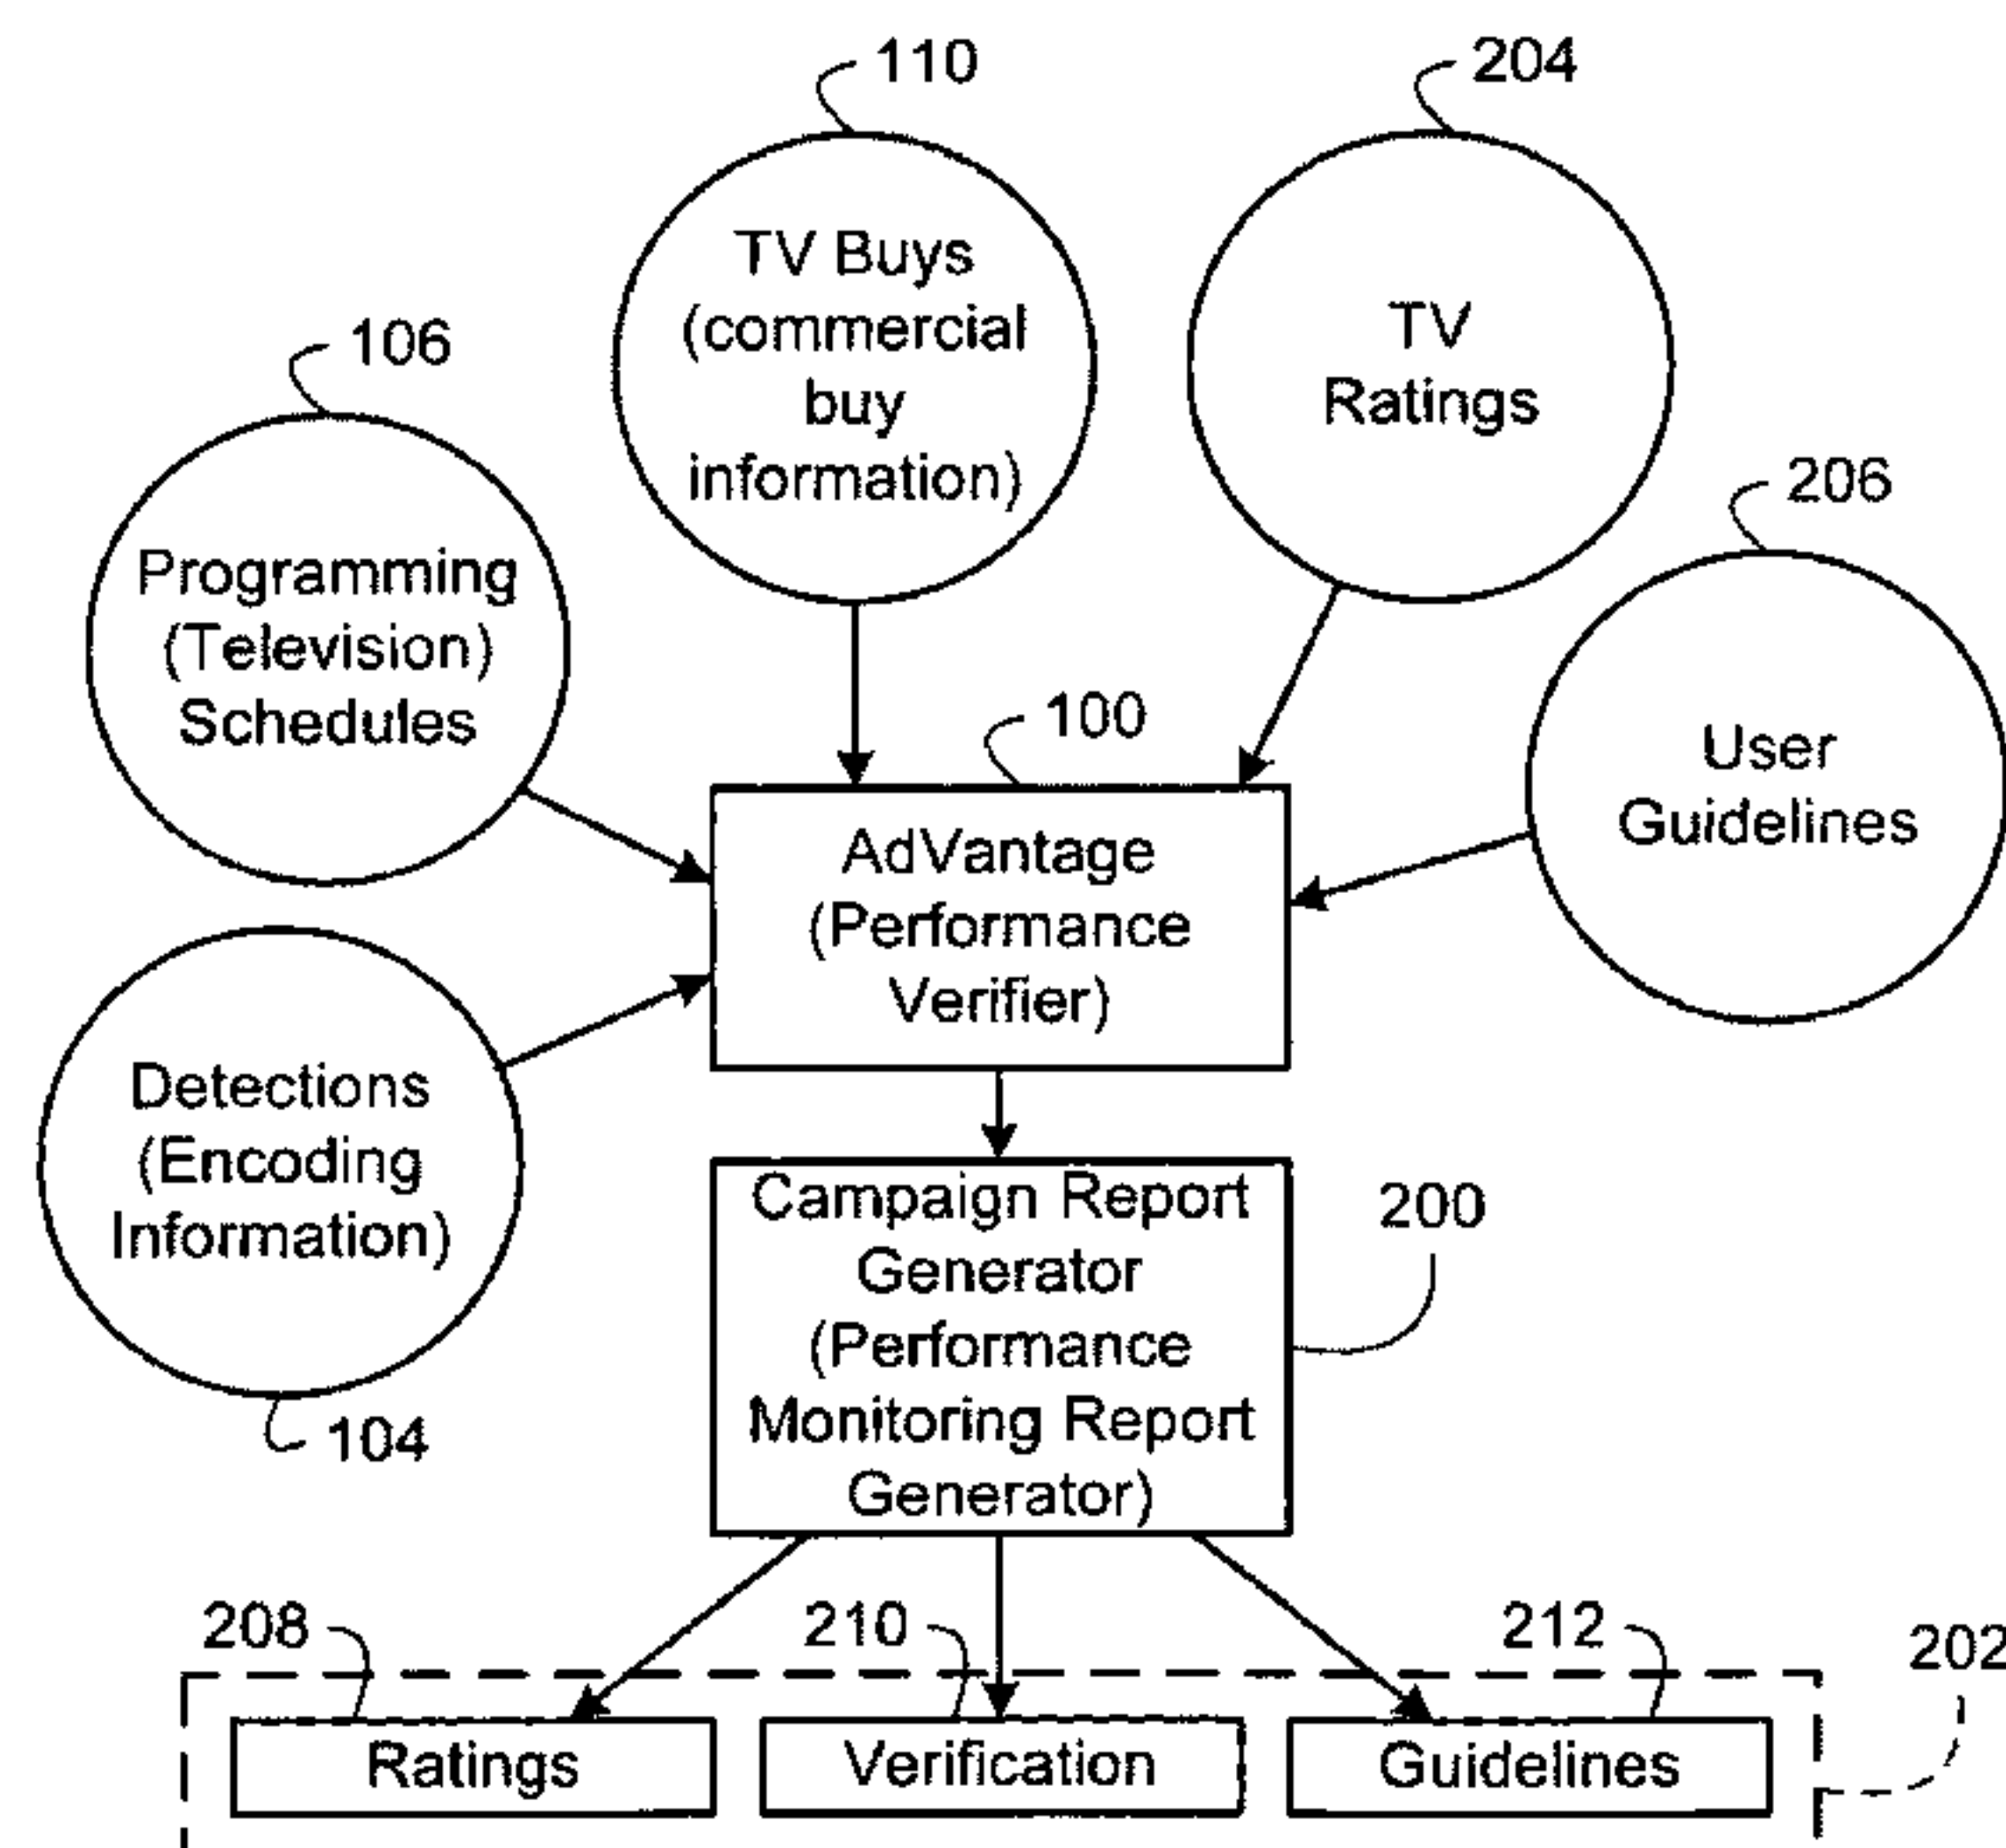 110
204
TV Buys
(commercial
buy
information)
TV
Ratings
106
206
Programming
(Television)
Schedules
User
Guidelines
100
AdVantage
(Performance
Verifier)
Detections
(Encoding
Information)
104
Campaign Report
Generator
(Performance
Monitoring Report
Generator)
200
208
210
212
202
Ratings
Verification
Guidelines